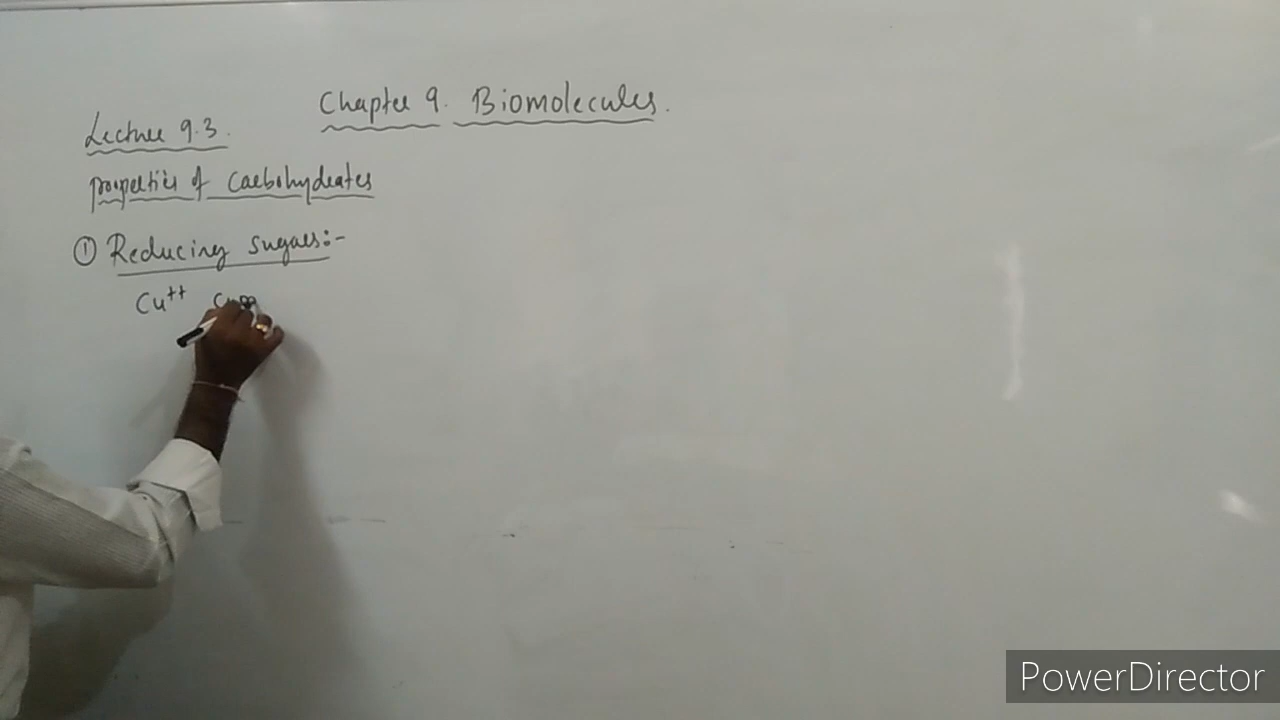 Chapter 9. Biomolecules.
Lecture 9.3.
properties of Carbohydrates
① Reducing sugars:-
Cu++
PowerDirector